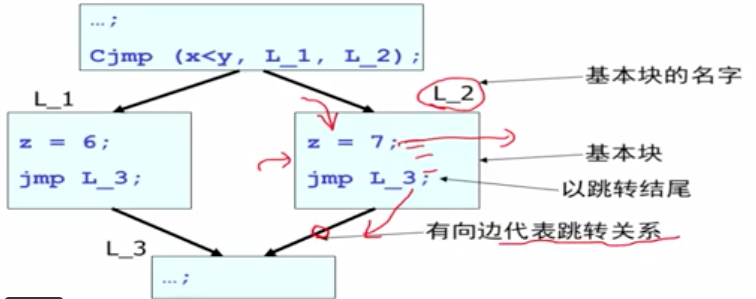 …;
Cjmp (x<y, L_1, L_2);
基本块的名字
L_1
L_2
z = 6;
jmp L_3;
z = 7;
jmp L_3;
基本块
以跳转结尾
有向边代表跳转关系
L_3
…;